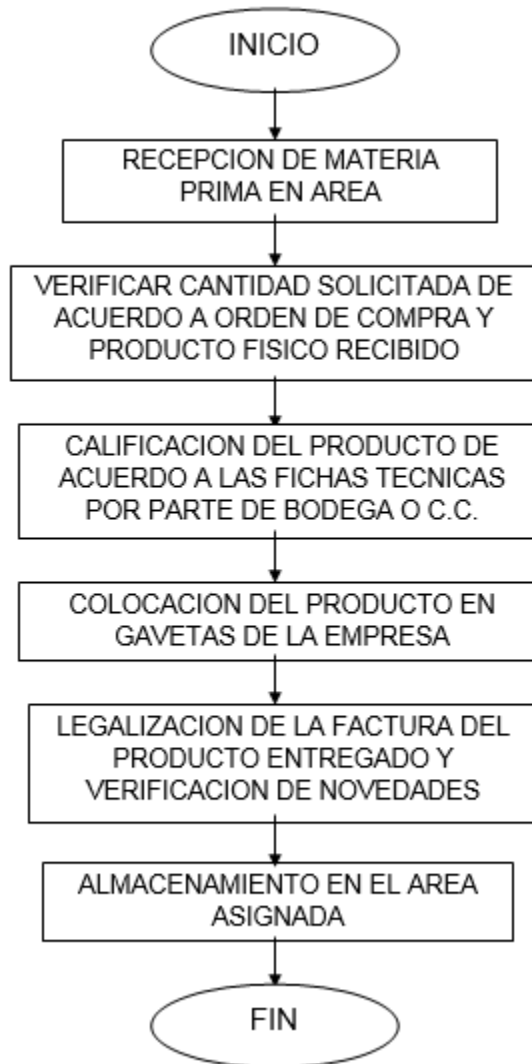 INICIO
RECEPCION DE MATERIA
PRIMA EN AREA
VERIFICAR CANTIDAD SOLICITADA DE
ACUERDO A ORDEN DE COMPRA Y
PRODUCTO FISICO RECIBIDO
CALIFICACION DEL PRODUCTO DE
ACUERDO A LAS FICHAS TECNICAS
POR PARTE DE BODEGA O C.C.
COLOCACION DEL PRODUCTO EN
GAVETAS DE LA EMPRESA
LEGALIZACION DE LA FACTURA DEL
PRODUCTO ENTREGADO Y
VERIFICACION DE NOVEDADES
ALMACENAMIENTO EN EL AREA
ASIGNADA
FIN